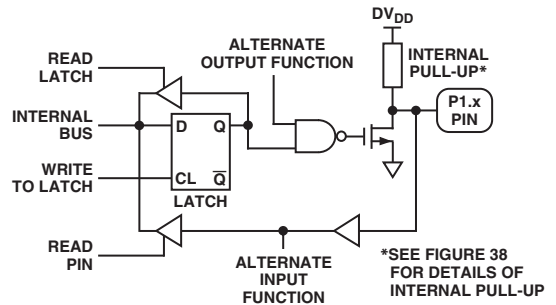 DVDD
READ
LATCH
ALTERNATE
OUTPUT FUNCTION
INTERNAL
PULL-UP*
P1.x
PIN
INTERNAL
BUS
D Q
WRITE
TO LATCH
CL Q̅
LATCH
READ
PIN
ALTERNATE
INPUT
FUNCTION
*SEE FIGURE 38
FOR DETAILS OF
INTERNAL PULL-UP